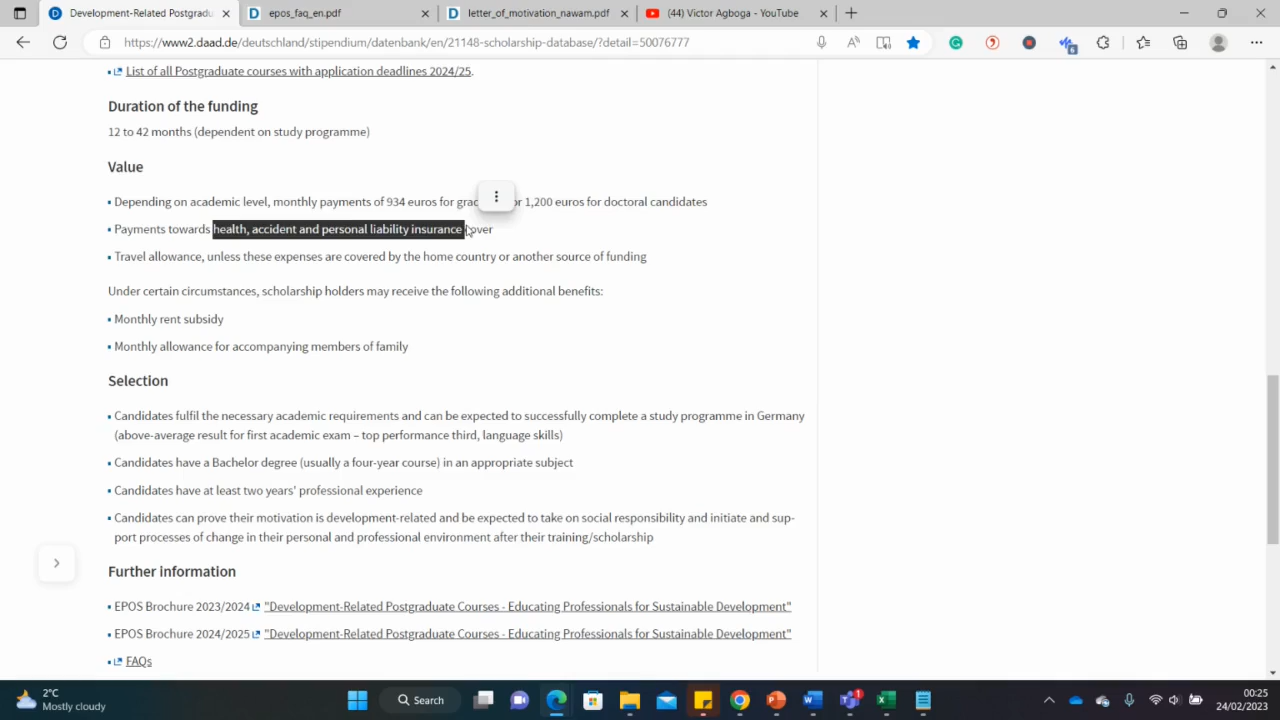 Development-Related Postgradu
epos_faq_en.pdf
letter_of_motivation_nawam.pdf
(44) Victor Agboga - YouTube
https://www2.daad.de/deutschland/stipendium/datenbank/en/21148-scholarship-database/?detail=50076777
List of all Postgraduate courses with application deadlines 2024/25.
Duration of the funding
12 to 42 months (dependent on study programme)
Value
Depending on academic level, monthly payments of 934 euros for grad or 1,200 euros for doctoral candidates
Payments towards health, accident and personal liability insurance cover
Travel allowance, unless these expenses are covered by the home country or another source of funding
Under certain circumstances, scholarship holders may receive the following additional benefits:
Monthly rent subsidy
Monthly allowance for accompanying members of family
Selection
Candidates fulfil the necessary academic requirements and can be expected to successfully complete a study programme in Germany
(above-average result for first academic exam – top performance third, language skills)
Candidates have a Bachelor degree (usually a four-year course) in an appropriate subject
Candidates have at least two years' professional experience
Candidates can prove their motivation is development-related and be expected to take on social responsibility and initiate and sup-
port processes of change in their personal and professional environment after their training/scholarship
Further information
EPOS Brochure 2023/2024 "Development-Related Postgraduate Courses - Educating Professionals for Sustainable Development"
EPOS Brochure 2024/2025 "Development-Related Postgraduate Courses - Educating Professionals for Sustainable Development"
FAQs
2°C
Mostly cloudy
Search
00:25
24/02/2023